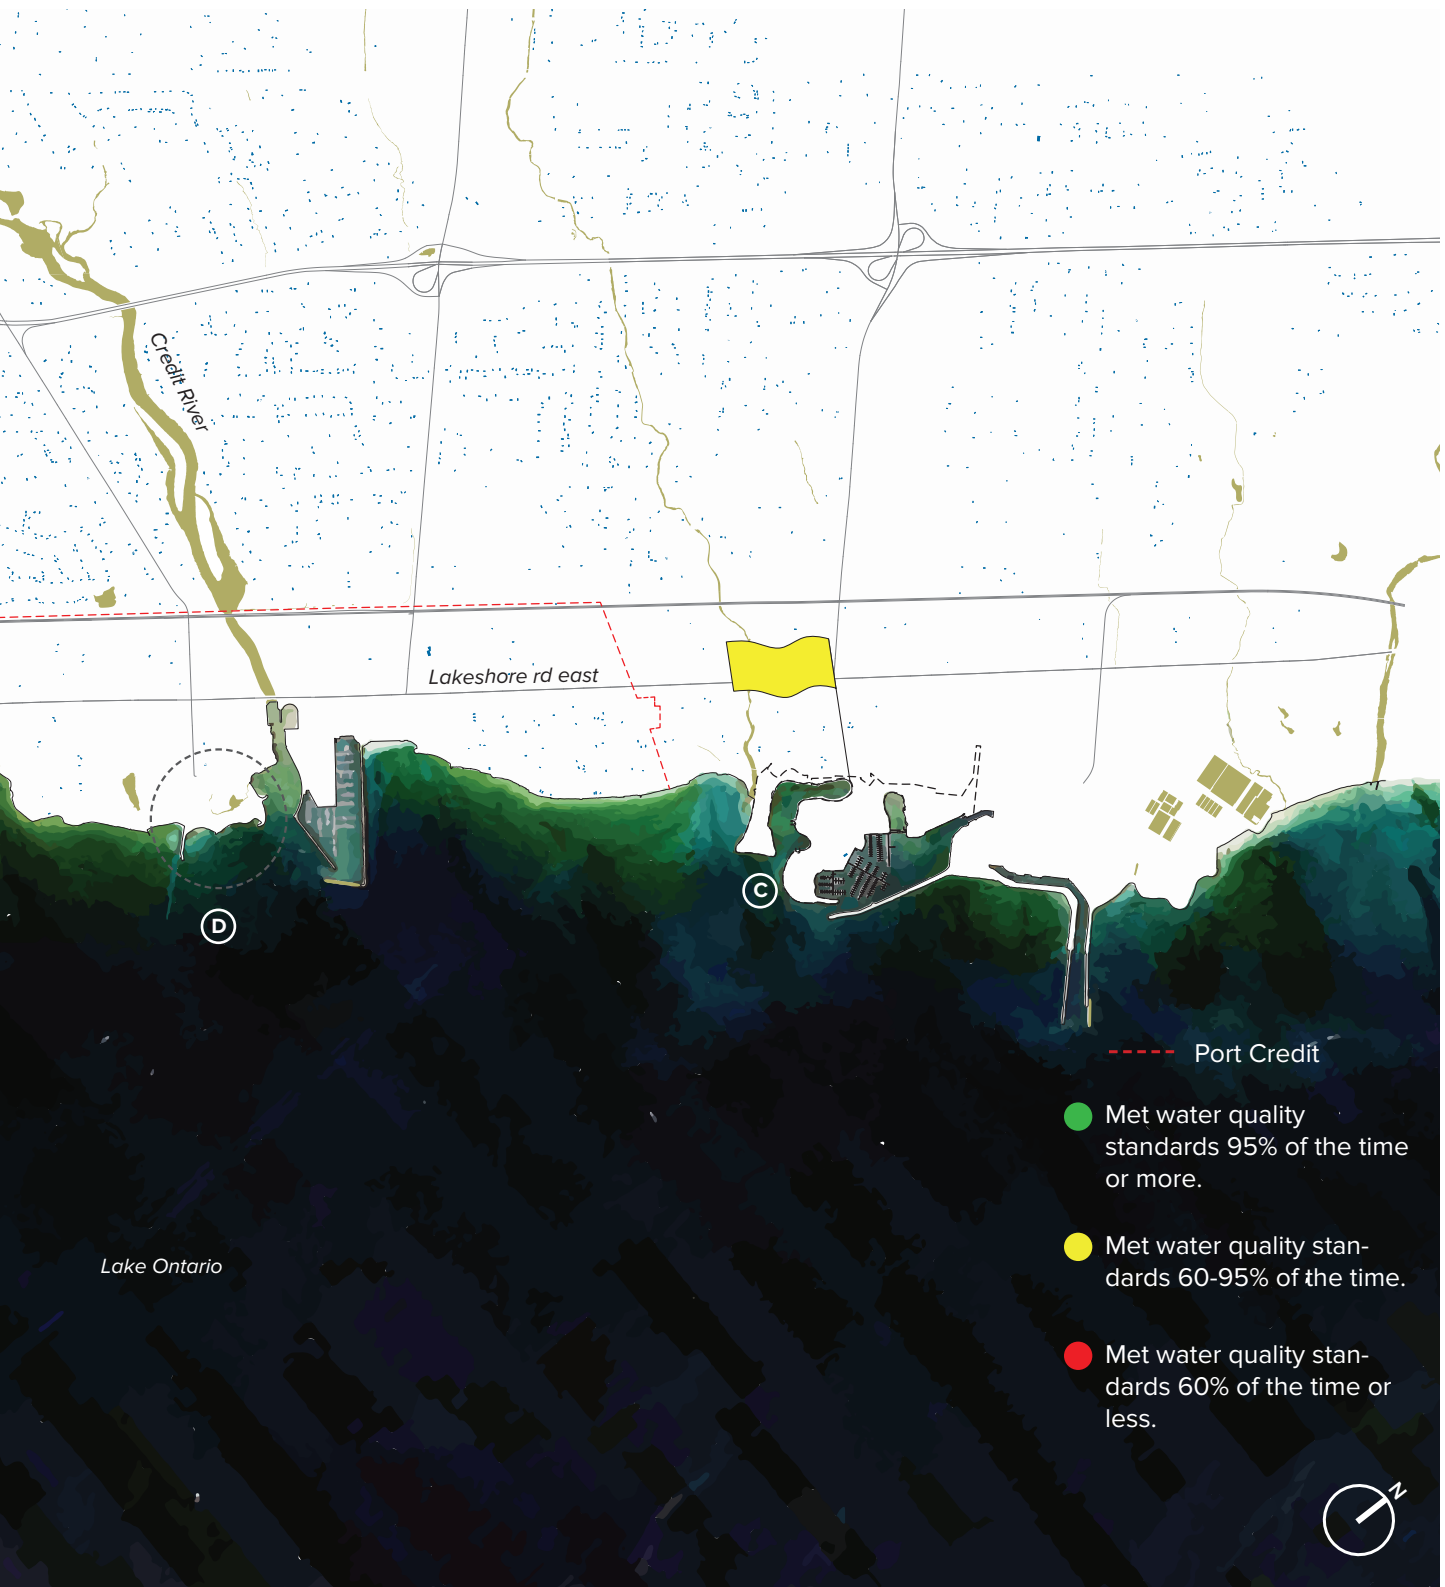 Credit River
Lakeshore rd east
C
D
Port Credit
Met water quality
standards 95% of the time
or more.
Met water quality stan-
dards 60-95% of the time.
Lake Ontario
Met water quality stan-
dards 60% of the time or
less.
N